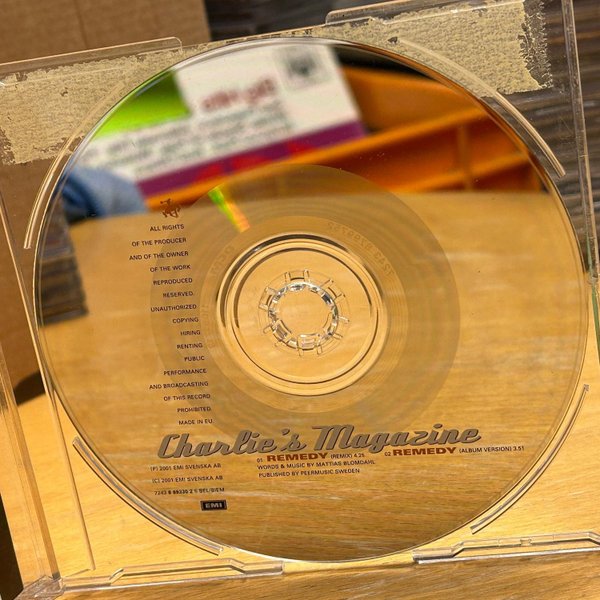 ALL RIGHTS
OF THE PRODUCER
AND OF THE OWNER
OF THE WORK
REPRODUCED
RESERVED.
UNAUTHORIZED
COPYING
HIRING
RENTING
PUBLIC
PERFORMANCE
AND BROADCASTING
OF THIS RECORD
PROHIBITED.
MADE IN EU.
Charlie's Magazine
01. REMEDY (REMIX) 4.25 02 REMEDY (ALBUM VERSION) 3.51
WORDS & MUSIC BY MATTIAS BLOMDAHL
PUBLISHED BY PEERMUSIC SWEDEN
(P) 2001 EMI SVENSKA AB
(C) 2001 EMI SVENSKA AB
EMI